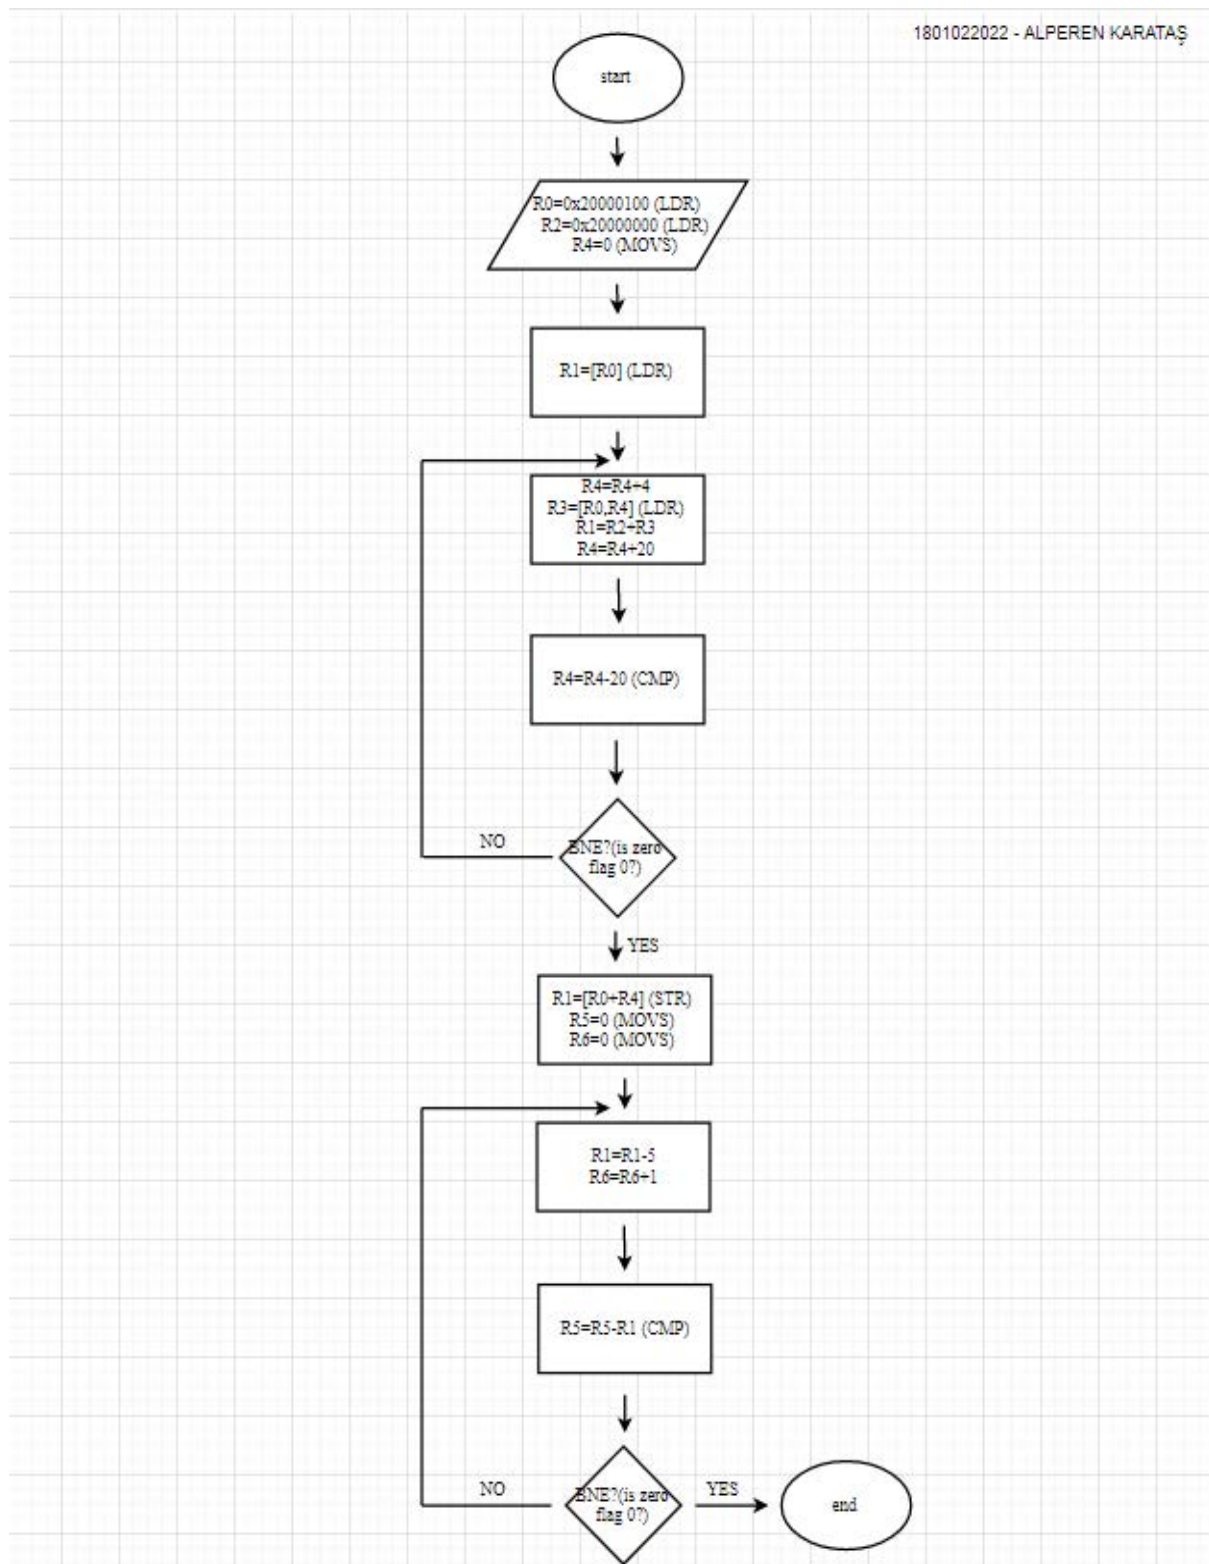 1801022022 - ALPEREN KARATAŞ
start
R0=0x20000100 (LDR)
R2=0x20000000 (LDR)
R4=0 (MOVS)
R1=[R0] (LDR)
R4=R4+4
R3=[R0,R4] (LDR)
R1=R2+R3
R4=R4+20
R4=R4-20 (CMP)
NO
BNE?(is zero
flag 0?)
YES
R1=[R0+R4] (STR)
R5=0 (MOVS)
R6=0 (MOVS)
R1=R1-5
R6=R6+1
R5=R5-R1 (CMP)
NO
BNE?(is zero
flag 0?)
YES
end